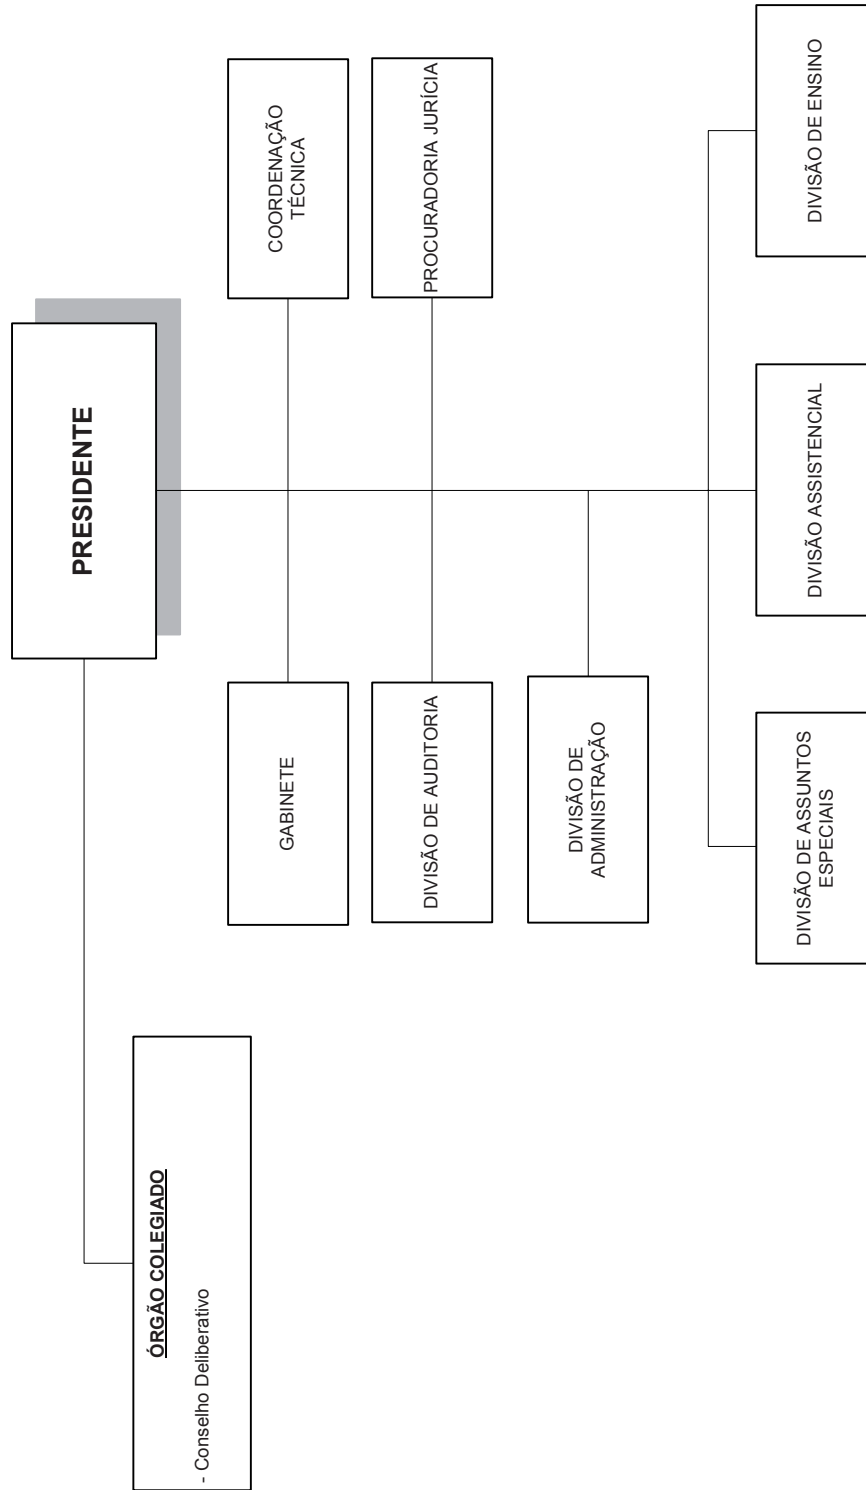 PRESIDENTE
ÓRGÃO COLEGIADO
- Conselho Deliberativo
GABINETE
COORDENAÇÃO
TÉCNICA
DIVISÃO DE AUDITORIA
PROCURADORIA JURÍCIA
DIVISÃO DE
ADMINISTRAÇÃO
DIVISÃO DE ASSUNTOS
ESPECIAIS
DIVISÃO ASSISTENCIAL
DIVISÃO DE ENSINO